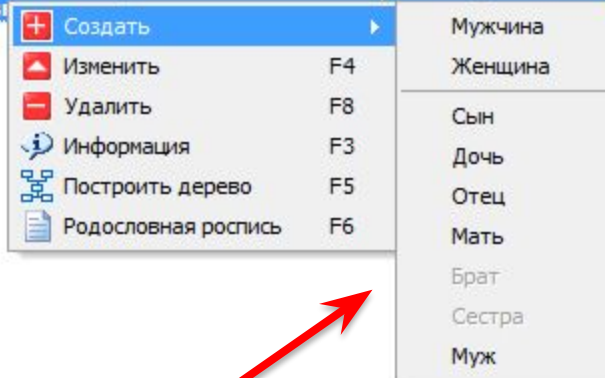 Создать
Изменить F4
Удалить F8
Информация F3
Построить дерево F5
Родословная роспись F6
Мужчина
Женщина
Сын
Дочь
Отец
Мать
Брат
Сестра
Муж